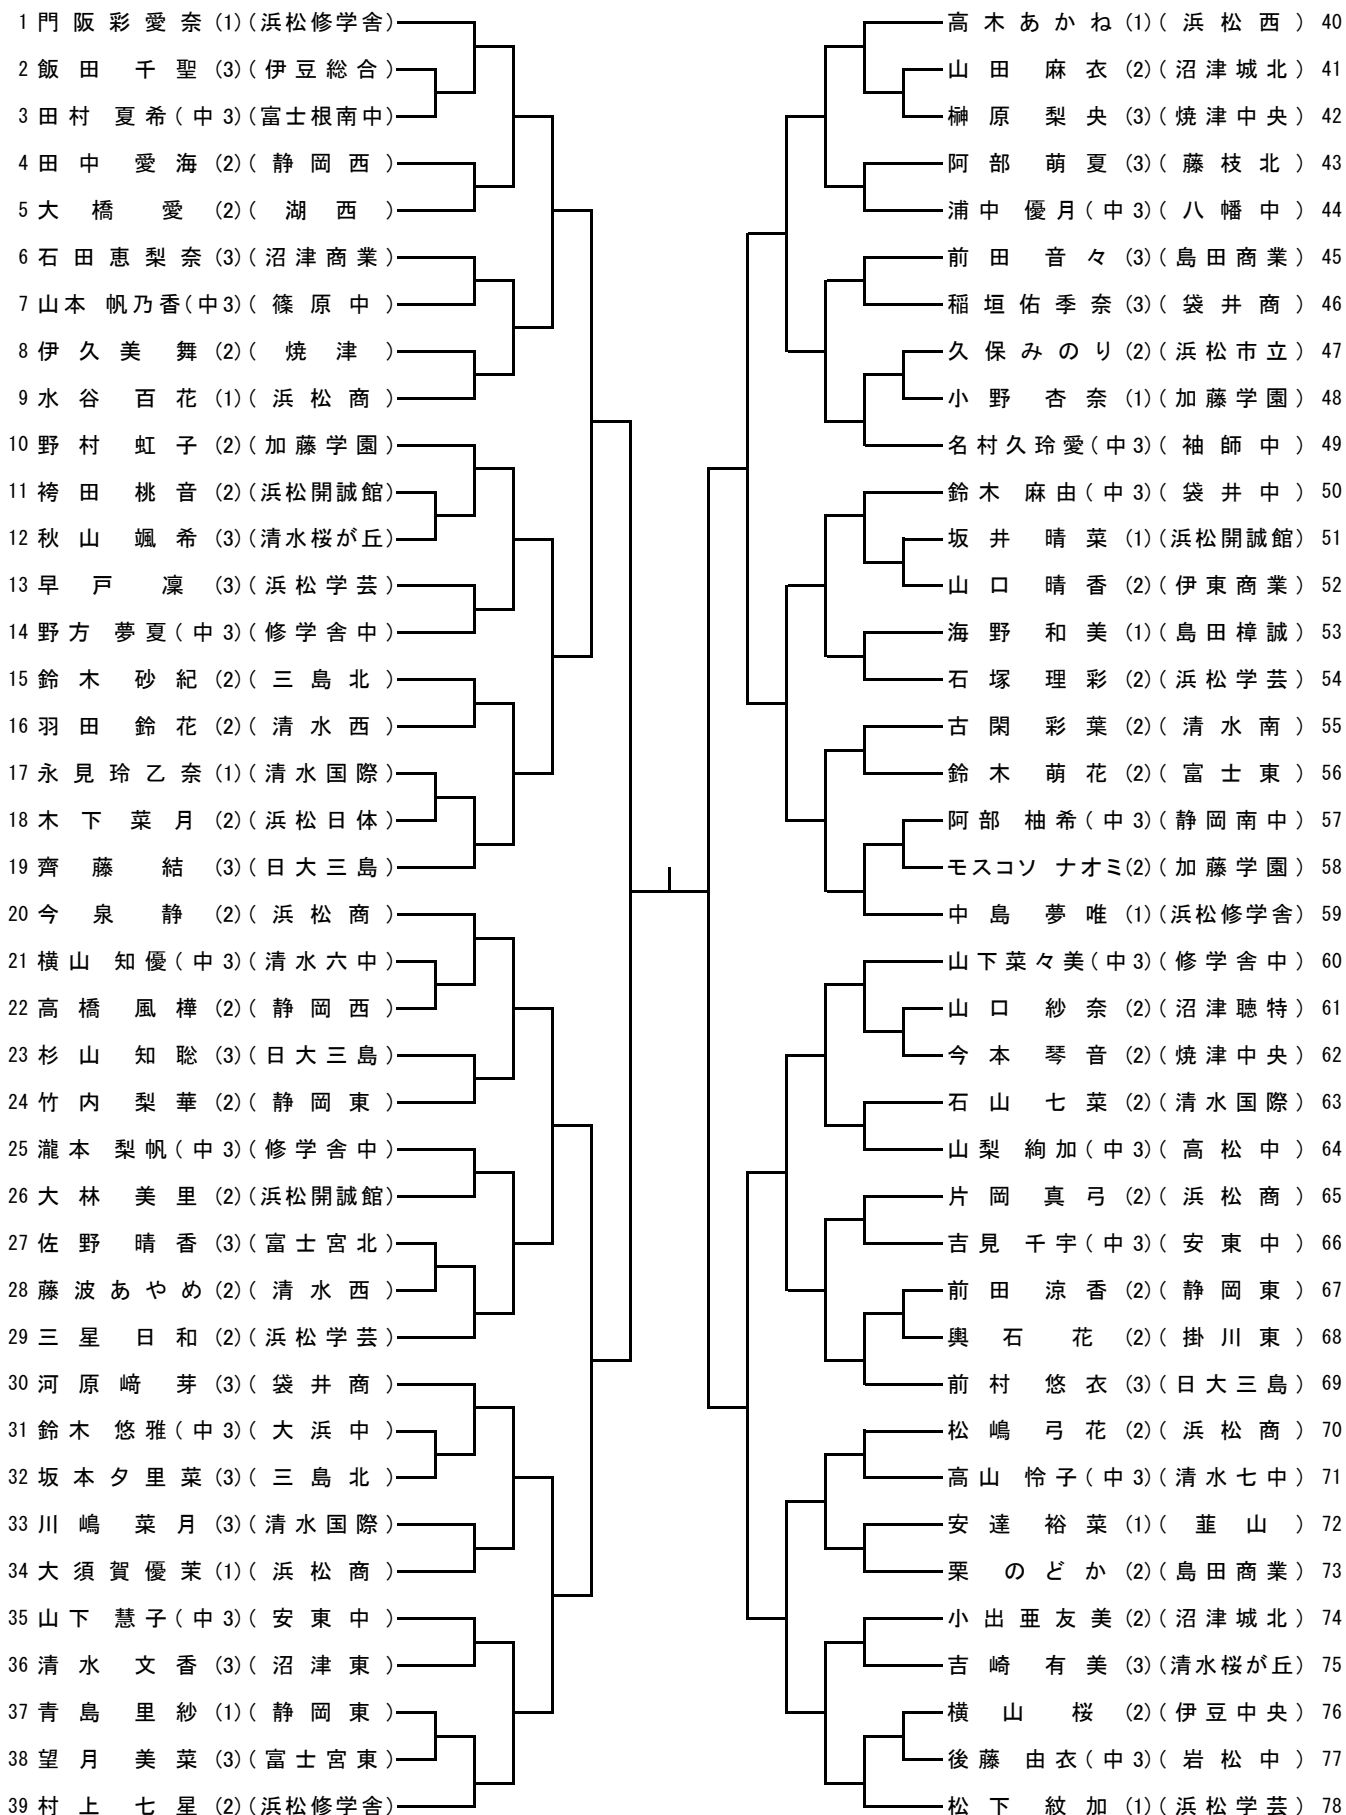 1 門阪彩愛奈 (1) (浜松修学舎)
2 飯田 千聖 (3) (伊豆総合)
3 田村 夏希 (中3) (富士根南中)
4 田中 愛海 (2) (静岡西)
5 大橋 愛 (2) (湖西)
6 石田恵梨奈 (3) (沼津商業)
7 山本 帆乃香 (中3) (篠原中)
8 伊久美 舞 (2) (焼津)
9 水谷 百花 (1) (浜松商)
10 野村 虹子 (2) (加藤学園)
11 袴田 桃音 (2) (浜松開誠館)
12 秋山 颯希 (3) (清水桜が丘)
13 早戸 凜 (3) (浜松学芸)
14 野方 夢夏 (中3) (修学舎中)
15 鈴木 砂紀 (2) (三島北)
16 羽田 鈴花 (2) (清水西)
17 永見玲乙奈 (1) (清水国際)
18 木下 菜月 (2) (浜松日体)
19 齊藤 結 (3) (日大三島)
20 今泉 静 (2) (浜松商)
21 横山 知優 (中3) (清水六中)
22 高橋 風樺 (2) (静岡西)
23 杉山 知聡 (3) (日大三島)
24 竹内 梨華 (2) (静岡東)
25 瀧本 梨帆 (中3) (修学舎中)
26 大林 美里 (2) (浜松開誠館)
27 佐野 晴香 (3) (富士宮北)
28 藤波あやめ (2) (清水西)
29 三星 日和 (2) (浜松学芸)
30 河原﨑 芽 (3) (袋井商)
31 鈴木 悠雅 (中3) (大浜中)
32 坂本夕里菜 (3) (三島北)
33 川嶋 菜月 (3) (清水国際)
34 大須賀優茉 (1) (浜松商)
35 山下 慧子 (中3) (安東中)
36 清水 文香 (3) (沼津東)
37 青島 里紗 (1) (静岡東)
38 望月 美菜 (3) (富士宮東)
39 村上 七星 (2) (浜松修学舎)
高木あかね (1) (浜松西) 40
山田 麻衣 (2) (沼津城北) 41
榊原 梨央 (3) (焼津中央) 42
阿部 萌夏 (3) (藤枝北) 43
浦中 優月 (中3) (八幡中) 44
前田 音々 (3) (島田商業) 45
稲垣佑季奈 (3) (袋井商) 46
久保みのり (2) (浜松市立) 47
小野 杏奈 (1) (加藤学園) 48
名村久玲愛 (中3) (袖師中) 49
鈴木 麻由 (中3) (袋井中) 50
坂井 晴菜 (1) (浜松開誠館) 51
山口 晴香 (2) (伊東商業) 52
海野 和美 (1) (島田樟誠) 53
石塚 理彩 (2) (浜松学芸) 54
古閑 彩葉 (2) (清水南) 55
鈴木 萌花 (2) (富士東) 56
阿部 柚希 (中3) (静岡南中) 57
モスコソ ナオミ (2) (加藤学園) 58
中島 夢唯 (1) (浜松修学舎) 59
山下菜々美 (中3) (修学舎中) 60
山口 紗奈 (2) (沼津聴特) 61
今本 琴音 (2) (焼津中央) 62
石山 七菜 (2) (清水国際) 63
山梨 絢加 (中3) (高松中) 64
片岡 真弓 (2) (浜松商) 65
吉見 千宇 (中3) (安東中) 66
前田 涼香 (2) (静岡東) 67
輿石 花 (2) (掛川東) 68
前村 悠衣 (3) (日大三島) 69
松嶋 弓花 (2) (浜松商) 70
高山 怜子 (中3) (清水七中) 71
安達 裕菜 (1) (韮山) 72
栗 のどか (2) (島田商業) 73
小出亜友美 (2) (沼津城北) 74
吉崎 有美 (3) (清水桜が丘) 75
横山 桜 (2) (伊豆中央) 76
後藤 由衣 (中3) (岩松中) 77
松下 紋加 (1) (浜松学芸) 78